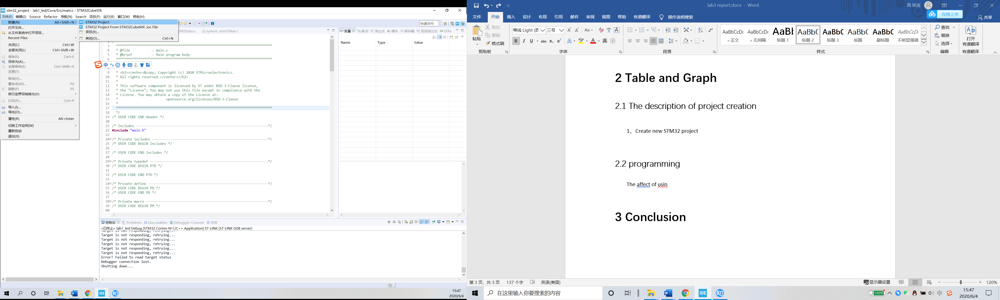 stm32_project - lab1_led/Core/Src/main.c - STM32CubeIDE
文件(F) 编辑(E) Source Refactor 导航(N) Search 项目(P) 运行(R) 窗口(W) 帮助(H)
新建(N) Alt+Shift+N
打开文件...
从文件系统中打开项目...
Recent Files
关闭(C) Ctrl+W
全部关闭(L) Ctrl+Shift+W
保存(S) Ctrl+S
另存为(A)...
全部保存(E) Ctrl+Shift+S
还原(T)
移动(V)...
重命名(M)... F2
刷新(F) F5
将行定界符转换为(V)
打印(P)... Ctrl+P
导入(I)...
导出(O)...
属性(R) Alt+Enter
切换工作空间(W)
重新启动
退出(X)
STM32 Project
STM32 Project From STM32CubeMX .ioc File
项目(R)...
其他(O)... Ctrl+N
快速访问
2f429zitx.s system_stm32f4xx.c
3 ******************************************************************************
4 * @file : main.c
5 * @brief : Main program body
6 ******************************************************************************
中
9 * <h2><center>&copy; Copyright (c) 2020 STMicroelectronics.
10 * All rights reserved.</center></h2>
11 *
12 * This software component is licensed by ST under BSD 3-Clause license,
13 * the "License"; You may not use this file except in compliance with the
14 * License. You may obtain a copy of the License at:
15 * opensource.org/licenses/BSD-3-Clause
16 *
17 ******************************************************************************
18 */
19 /* USER CODE END Header */
20
21 /* Includes ------------------------------------------------------------------*/
22 #include "main.h"
23
24 /* Private includes ----------------------------------------------------------*/
25 /* USER CODE BEGIN Includes */
26
27 /* USER CODE END Includes */
28
29 /* Private typedef -----------------------------------------------------------*/
30 /* USER CODE BEGIN PTD */
31
32 /* USER CODE END PTD */
33
34 /* Private define ------------------------------------------------------------*/
35 /* USER CODE BEGIN PD */
36 /* USER CODE END PD */
37
38 /* Private macro -------------------------------------------------------------*/
39 /* USER CODE BEGIN PM */
40
变量 断点 表达式 模块 寄存器 现场表达式 SFRs
Name Type Value
控制台 Problems Executables Debugger Console 内存
<已终止> lab1_led Debug [STM32 Cortex-M C/C++ Application] ST-LINK (ST-LINK GDB server)
Target is not responding, retrying...
Target is not responding, retrying...
Target is not responding, retrying...
Target is not responding, retrying...
Target is not responding, retrying...
Target is not responding, retrying...
Error! Failed to read target status
Debugger connection lost.
Shutting down...
IDE 知
15:47
2020/6/4
lab3 report.docx - Word
高 骏涛
文件 开始 插入 设计 布局 引用 邮件 审阅 视图 帮助 有道翻译 操作说明搜索
拖拽上传
共享
粘贴
剪切
复制
格式刷
剪贴板
等线 Light (西 三号
字体
段落
AaBbCcDc AaBbCcDc AaBl AaBbC AaBbC AaBbC AaBbC AaBbCcDc
正文 无间隔 标题 1 标题 2 标题 3 标题 副标题 不明显强调
样式
查找
替换
选择
编辑
打开
有道翻译
有道翻译
2 Table and Graph
2.1 The description of project creation
1、 Create new STM32 project
2.2 programming
The affect of usin
3 Conclusion
第 3 页，共 3 页 137 个字 英语(美国)
显示器设置
120%
在这里输入你要搜索的内容
IDE 知
100%
中
15:47
2020/6/4